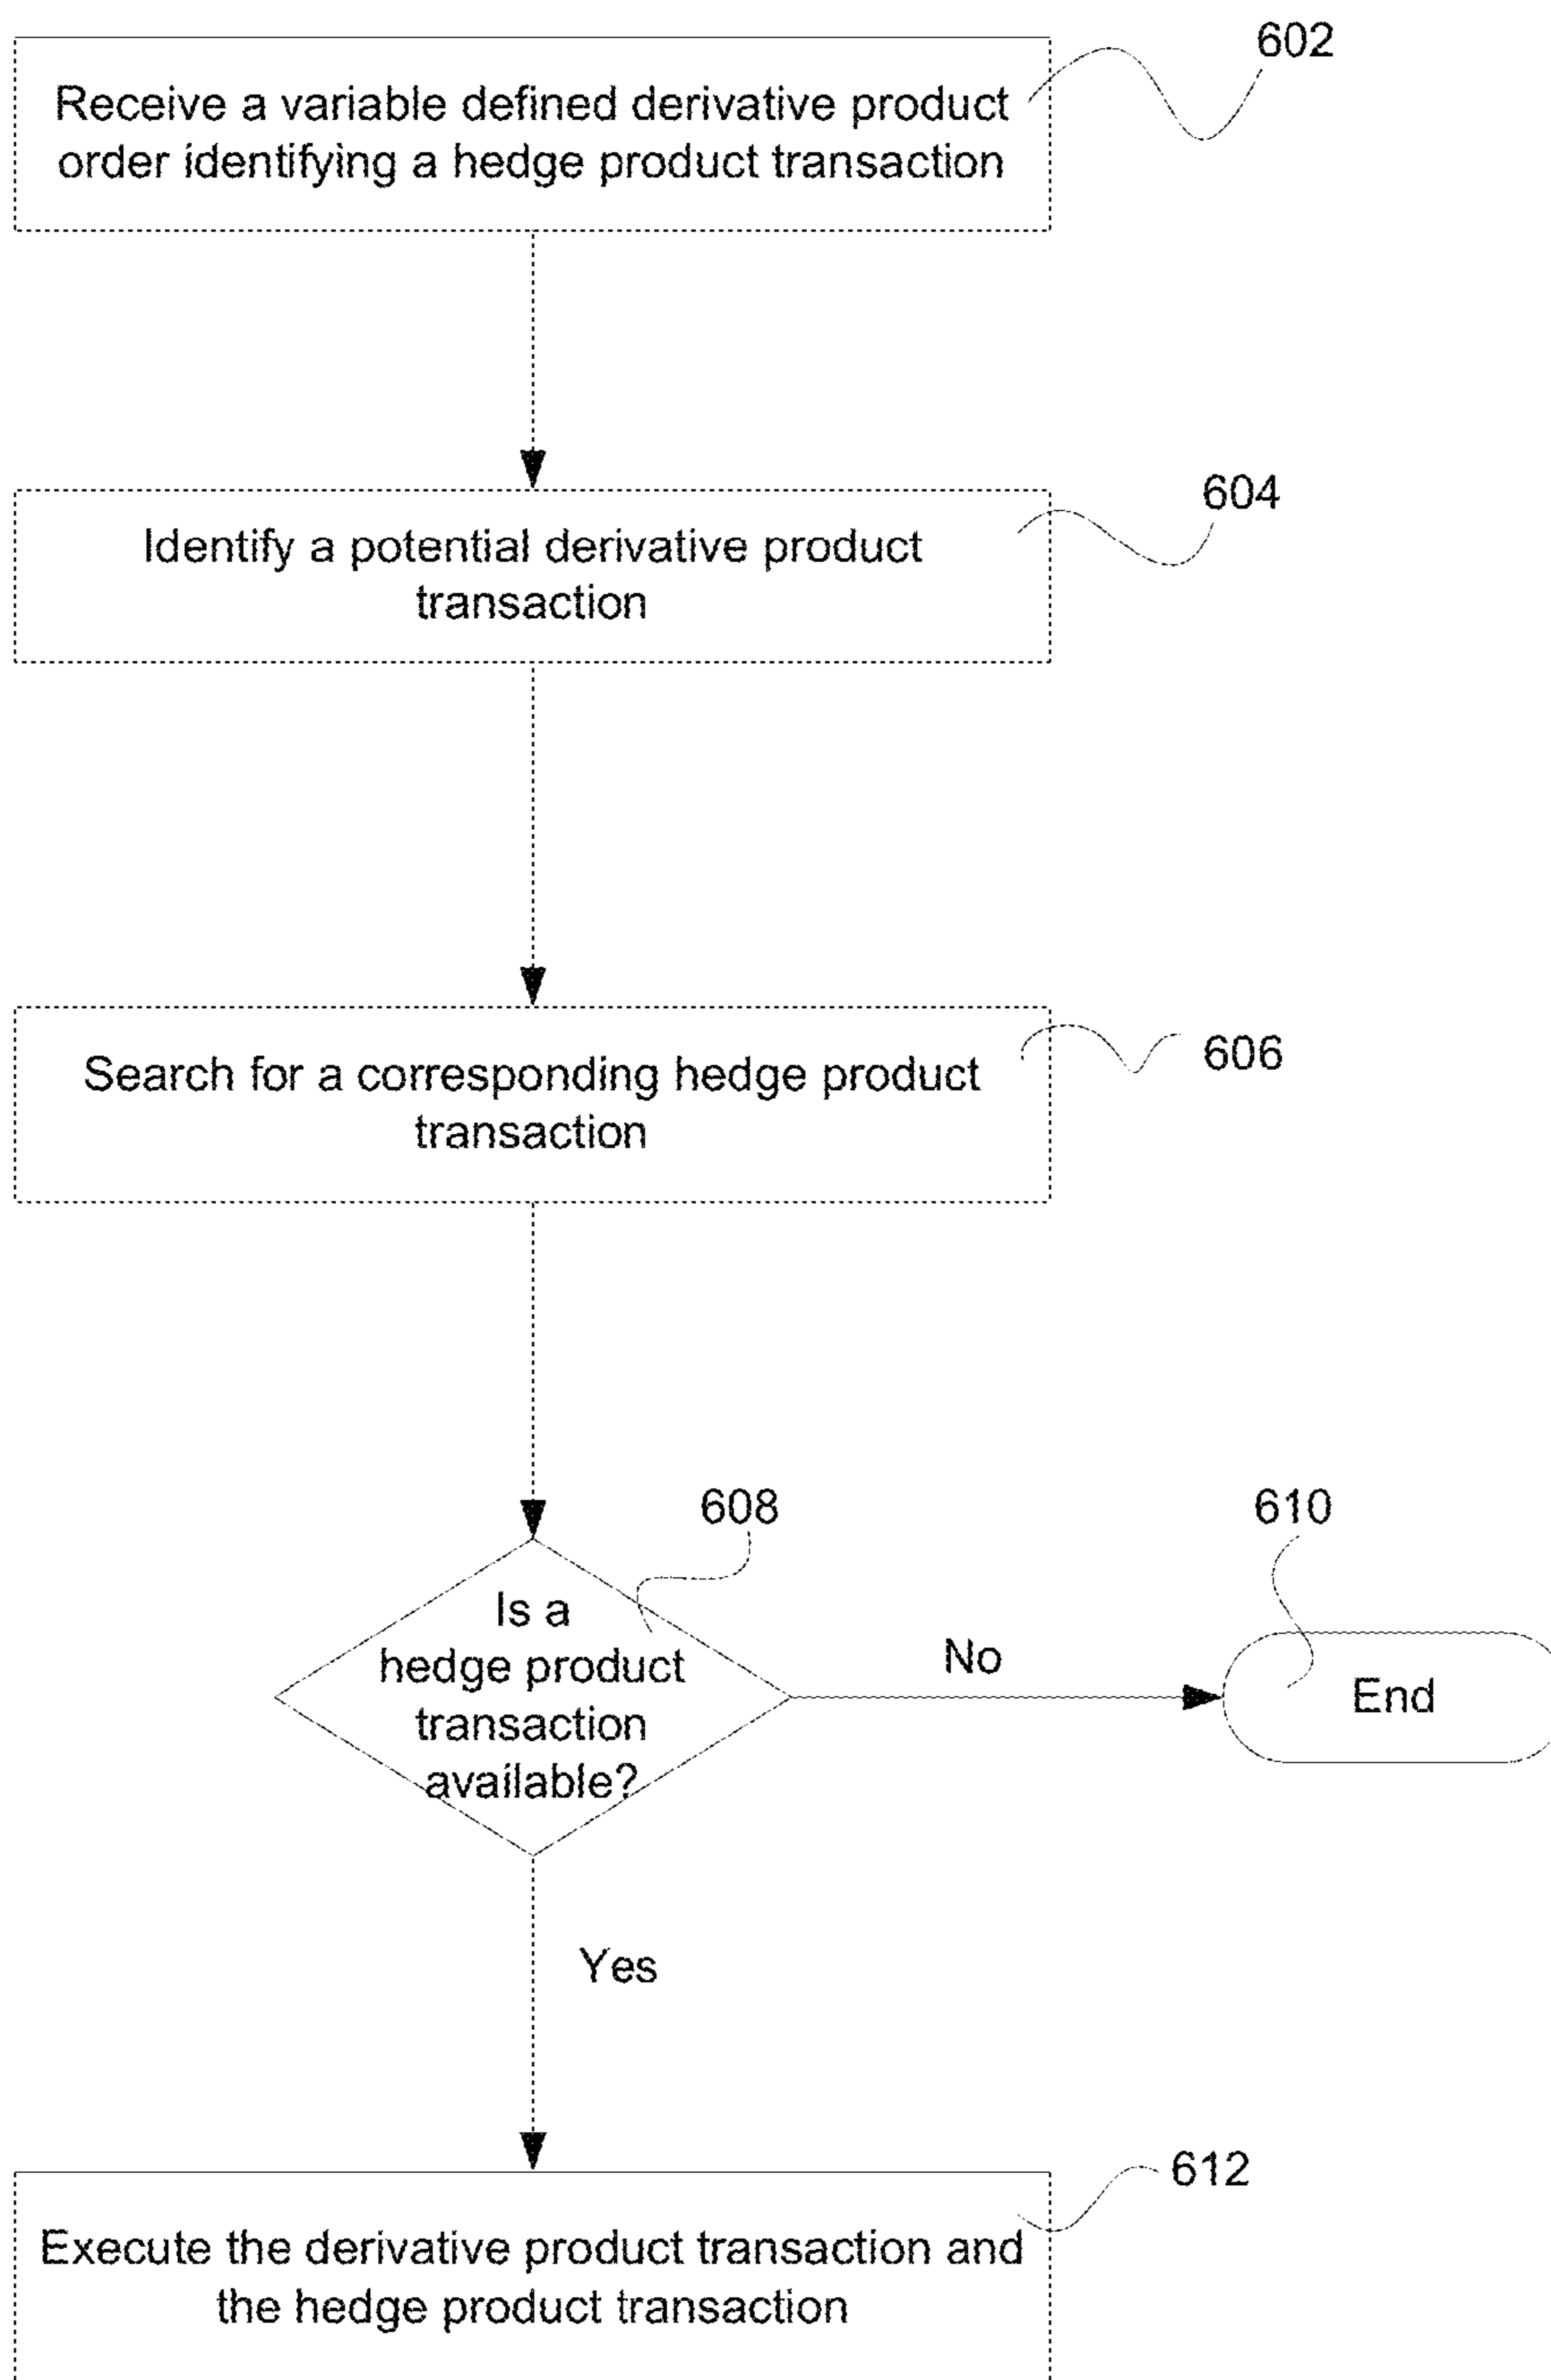 602
Receive a variable defined derivative product
order identifying a hedge product transaction
604
Identify a potential derivative product
transaction
606
Search for a corresponding hedge product
transaction
608
610
Is a
hedge product
transaction
available?
No
End
Yes
612
Execute the derivative product transaction and
the hedge product transaction